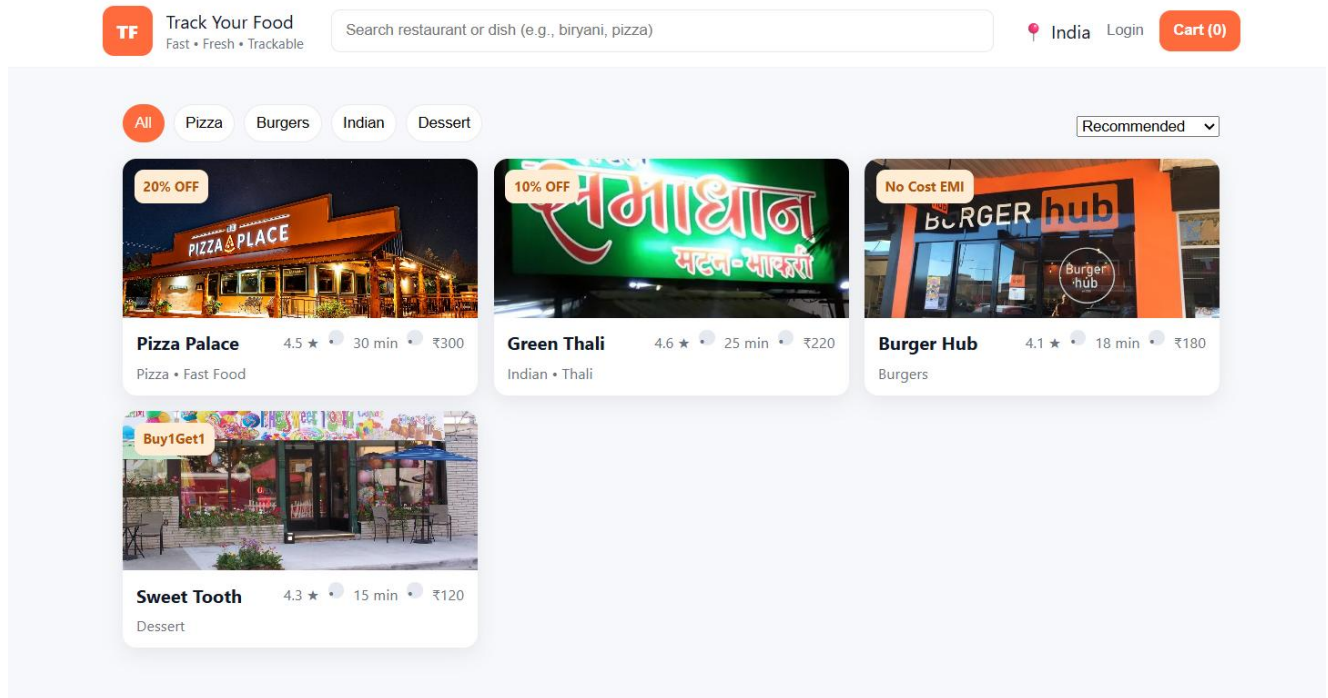 TF
Track Your Food
Fast • Fresh • Trackable
Search restaurant or dish (e.g., biryani, pizza)
📍 India
Login
Cart (0)
All
Pizza
Burgers
Indian
Dessert
Recommended
20% OFF
PIZZA PLACE
Pizza Palace
4.5 ★ • 30 min • ₹300
Pizza • Fast Food
10% OFF
समाधान
मटन-भाकरी
Green Thali
4.6 ★ • 25 min • ₹220
Indian • Thali
No Cost EMI
BURGER hub
Burger
hub
Burger Hub
4.1 ★ • 18 min • ₹180
Burgers
Buy1Get1
Sweet Tooth
4.3 ★ • 15 min • ₹120
Dessert